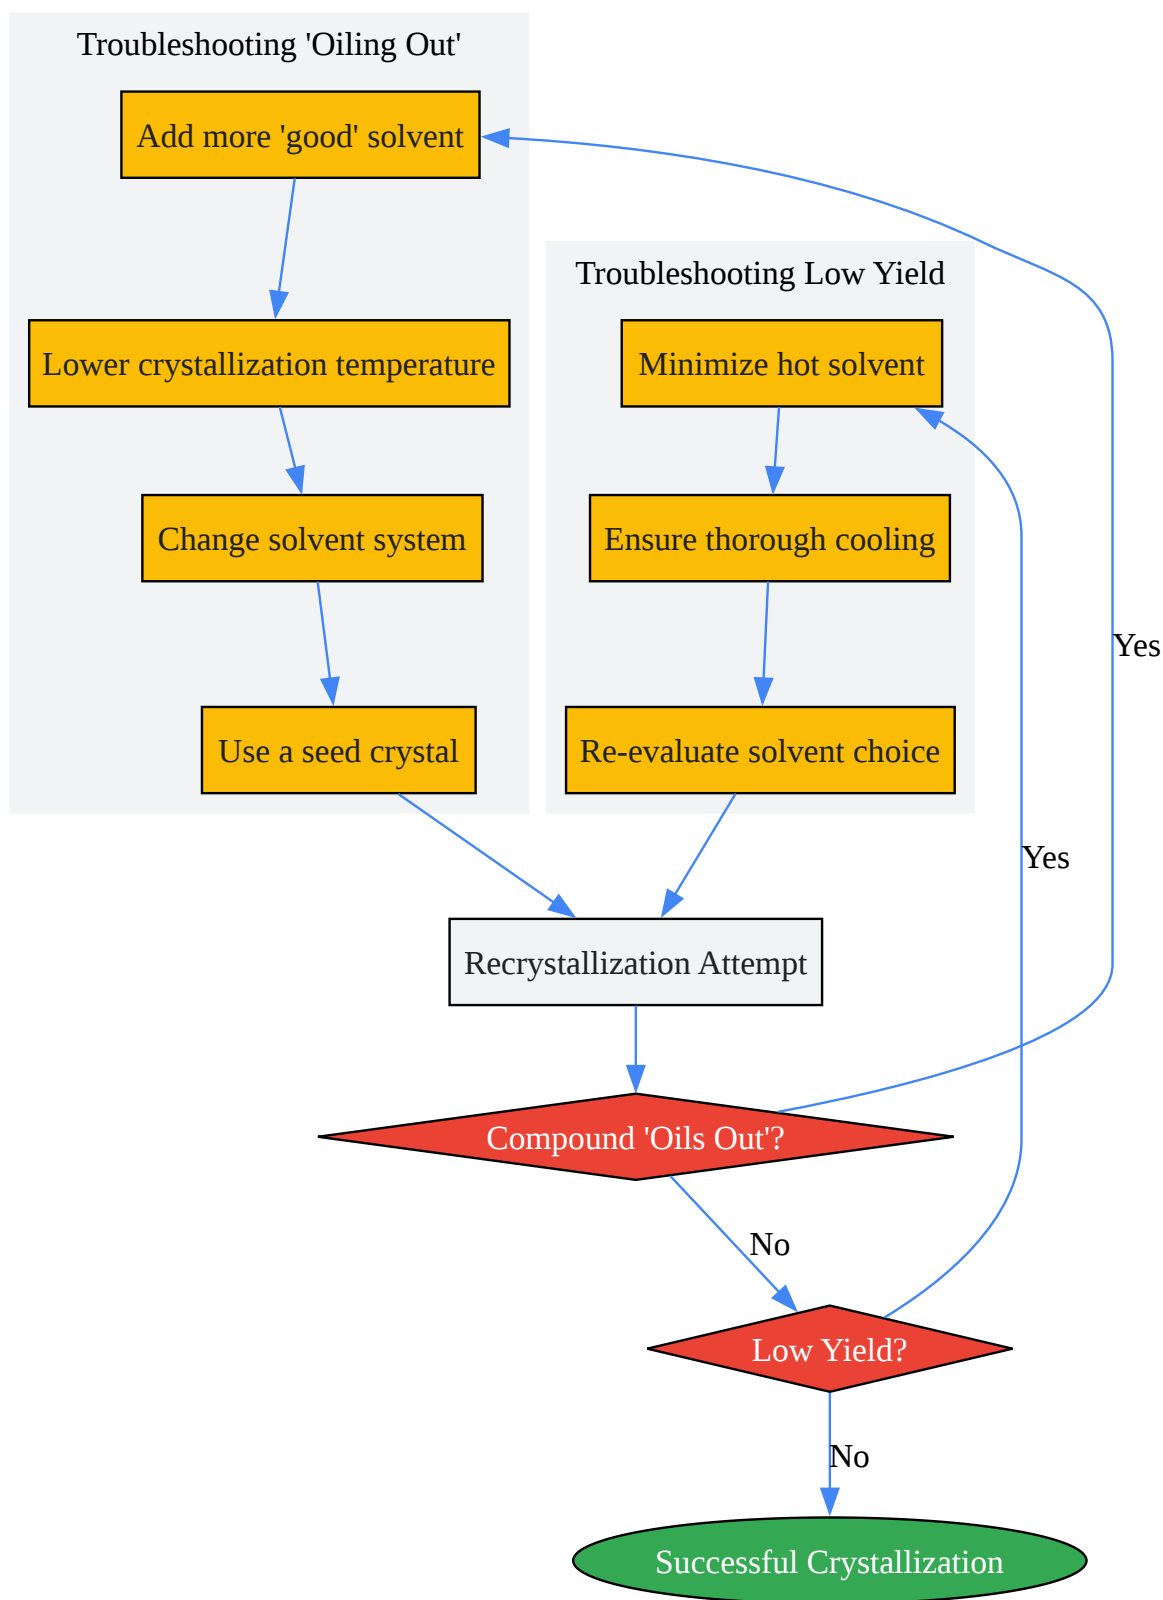 Troubleshooting 'Oiling Out'
Add more 'good' solvent
Troubleshooting Low Yield
Lower crystallization temperature
Minimize hot solvent
Change solvent system
Ensure thorough cooling
Yes
Use a seed crystal
Re-evaluate solvent choice
Yes
Recrystallization Attempt
Compound 'Oils Out'?
No
Low Yield?
No
Successful Crystallization